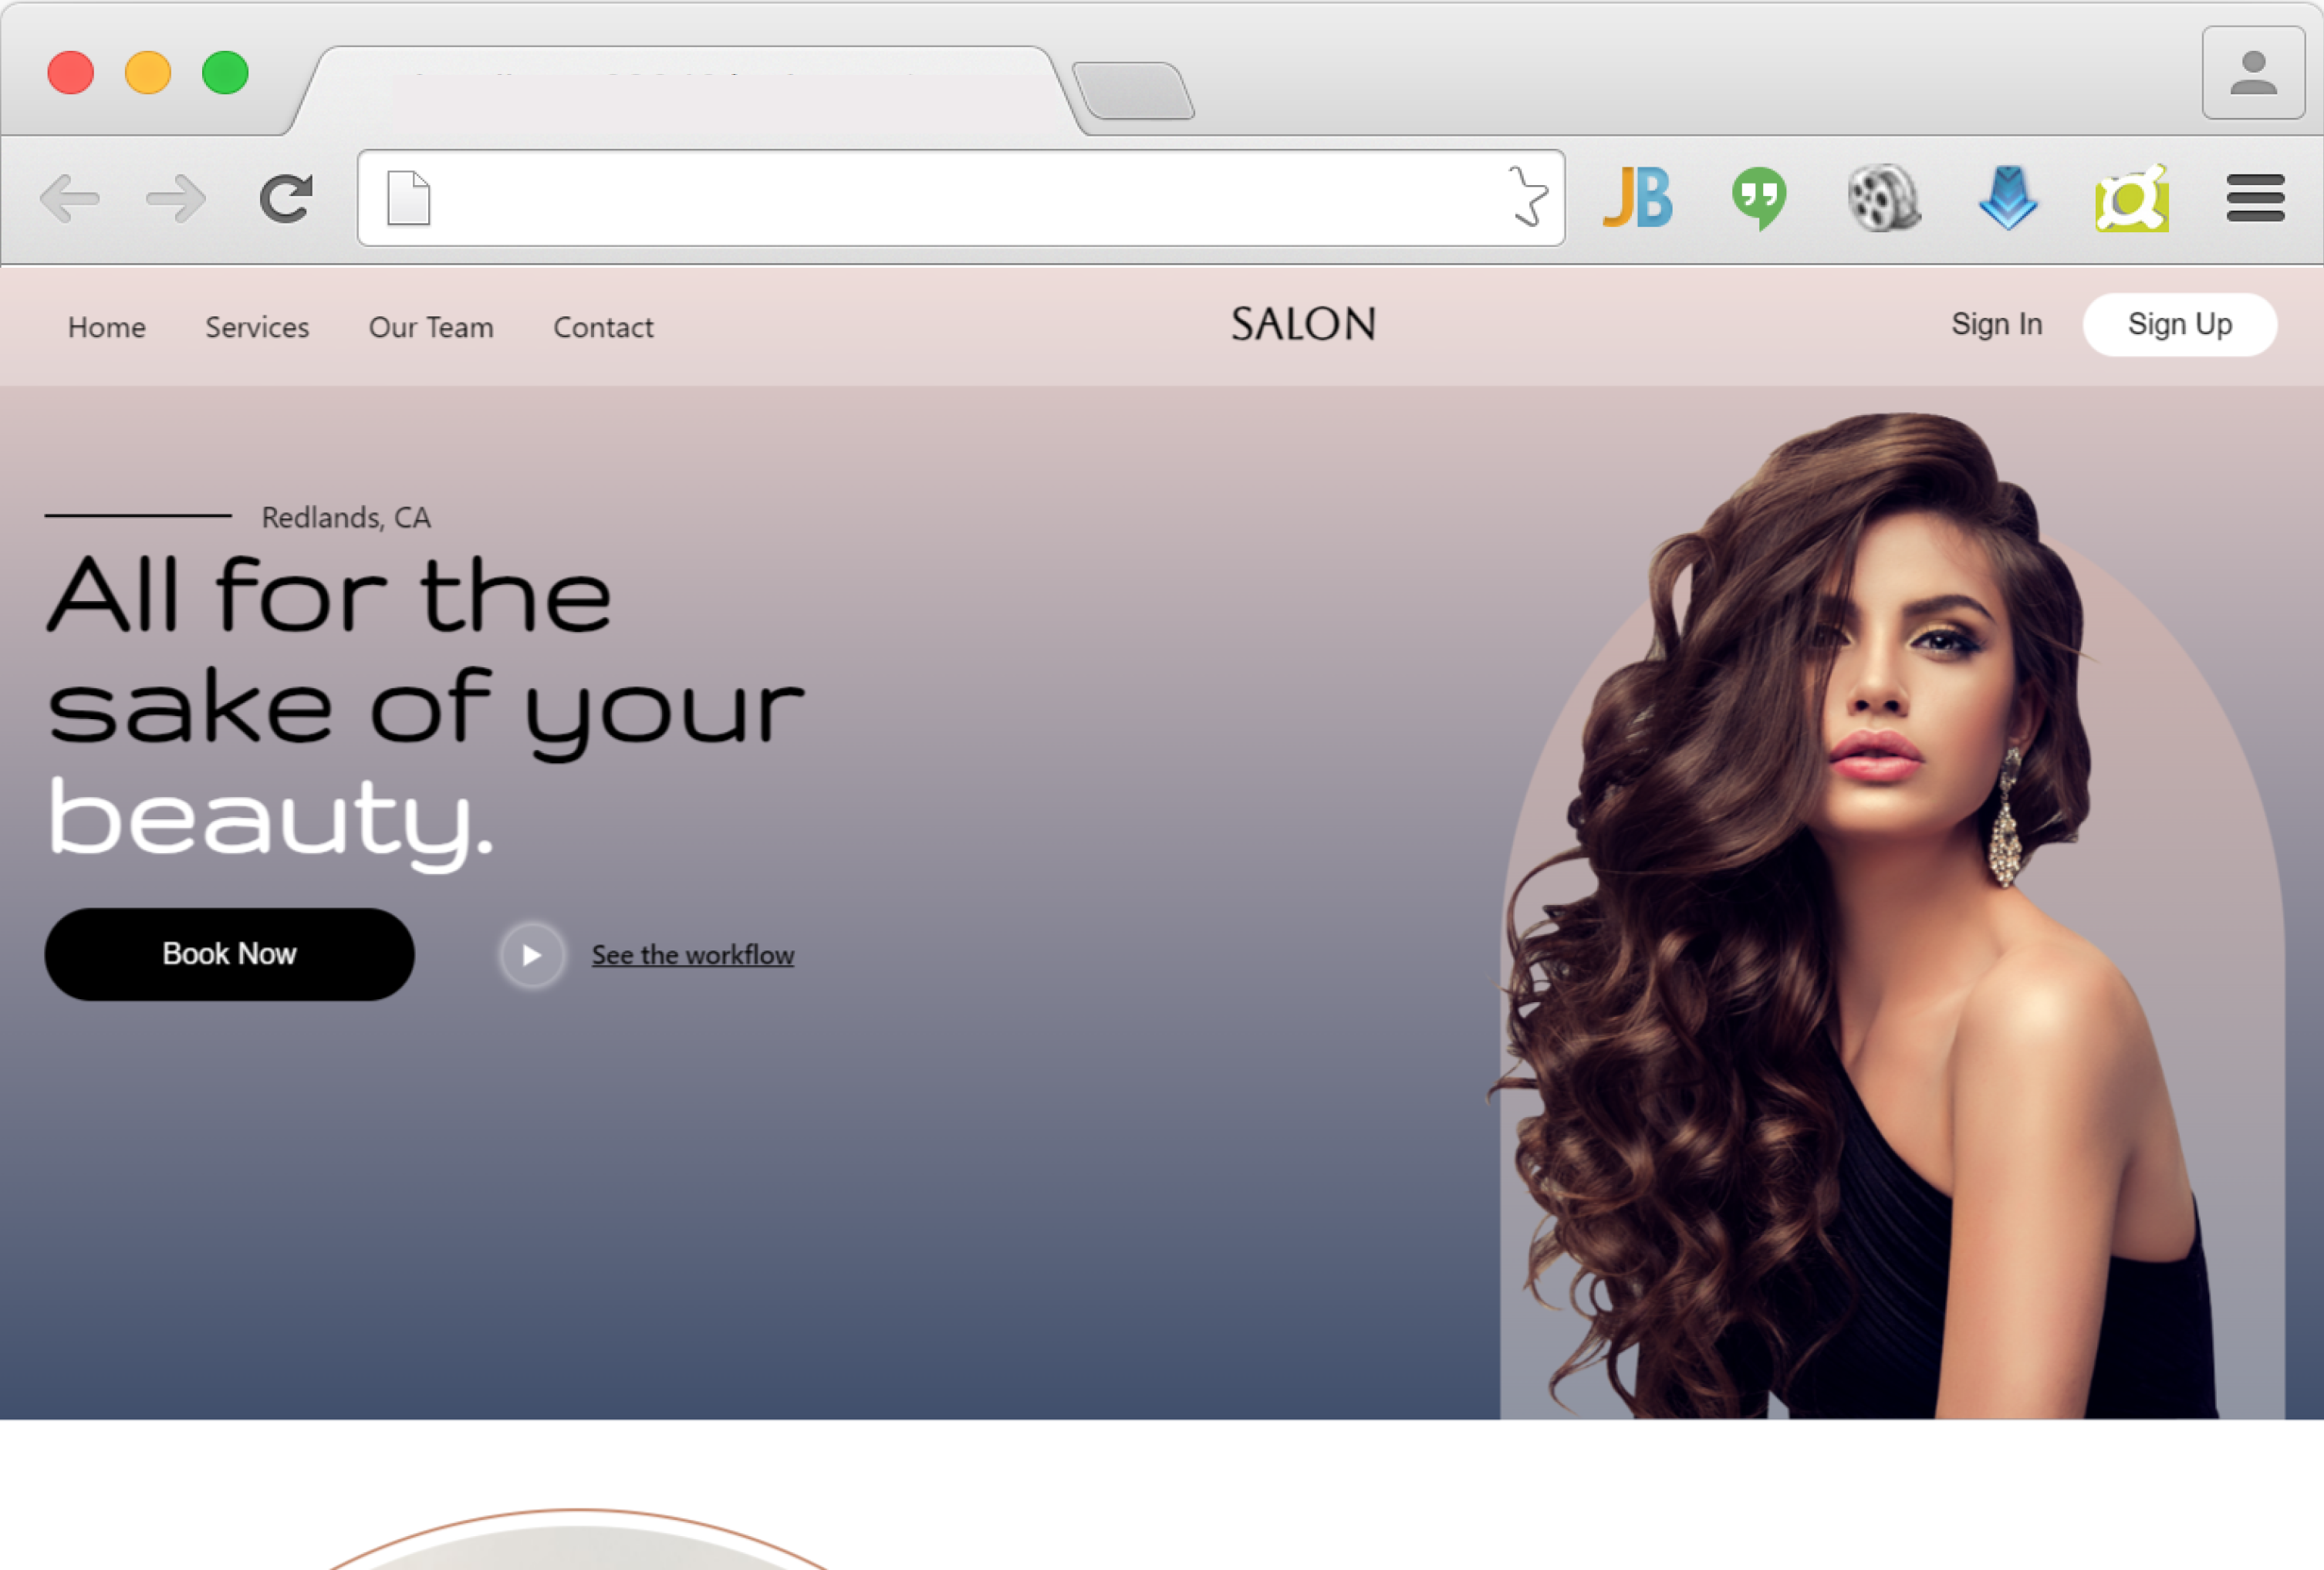 JB
Home Services Our Team Contact SALON Sign In Sign Up
Redlands, CA
All for the
sake of your
beauty.
Book Now See the workflow